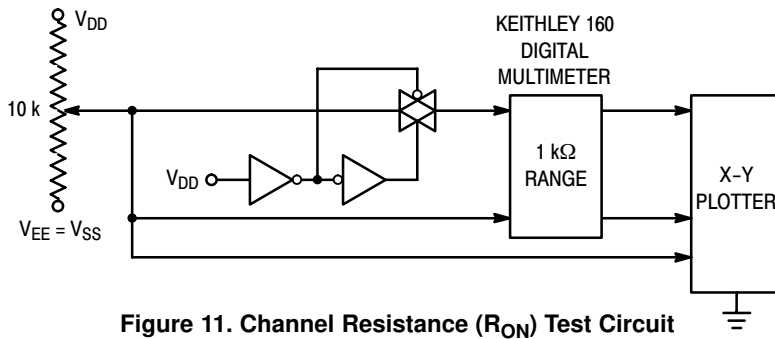 V_DD
10 k
V_EE = V_SS
V_DD
KEITHLEY 160
DIGITAL
MULTIMETER
1 kΩ
RANGE
X−Y
PLOTTER
Figure 11. Channel Resistance (R_ON) Test Circuit